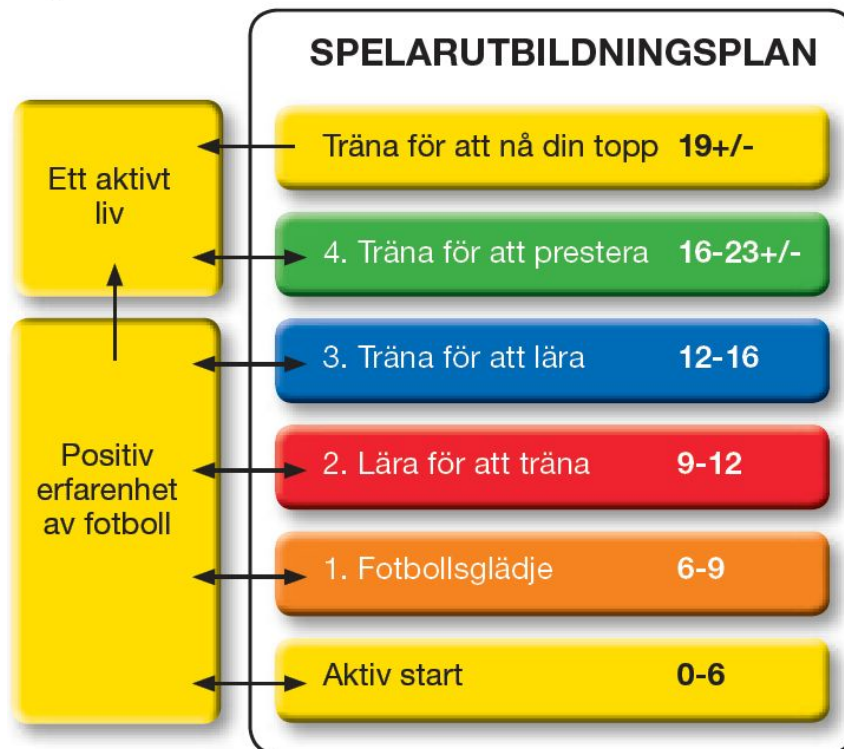 SPELARUTBILDNINGSPLAN
Träna för att nå din topp 19+/-
4. Träna för att prestera 16-23+/-
3. Träna för att lära 12-16
2. Lära för att träna 9-12
1. Fotbollsglädje 6-9
Aktiv start 0-6
Ett aktivt
liv
Positiv
erfarenhet
av fotboll